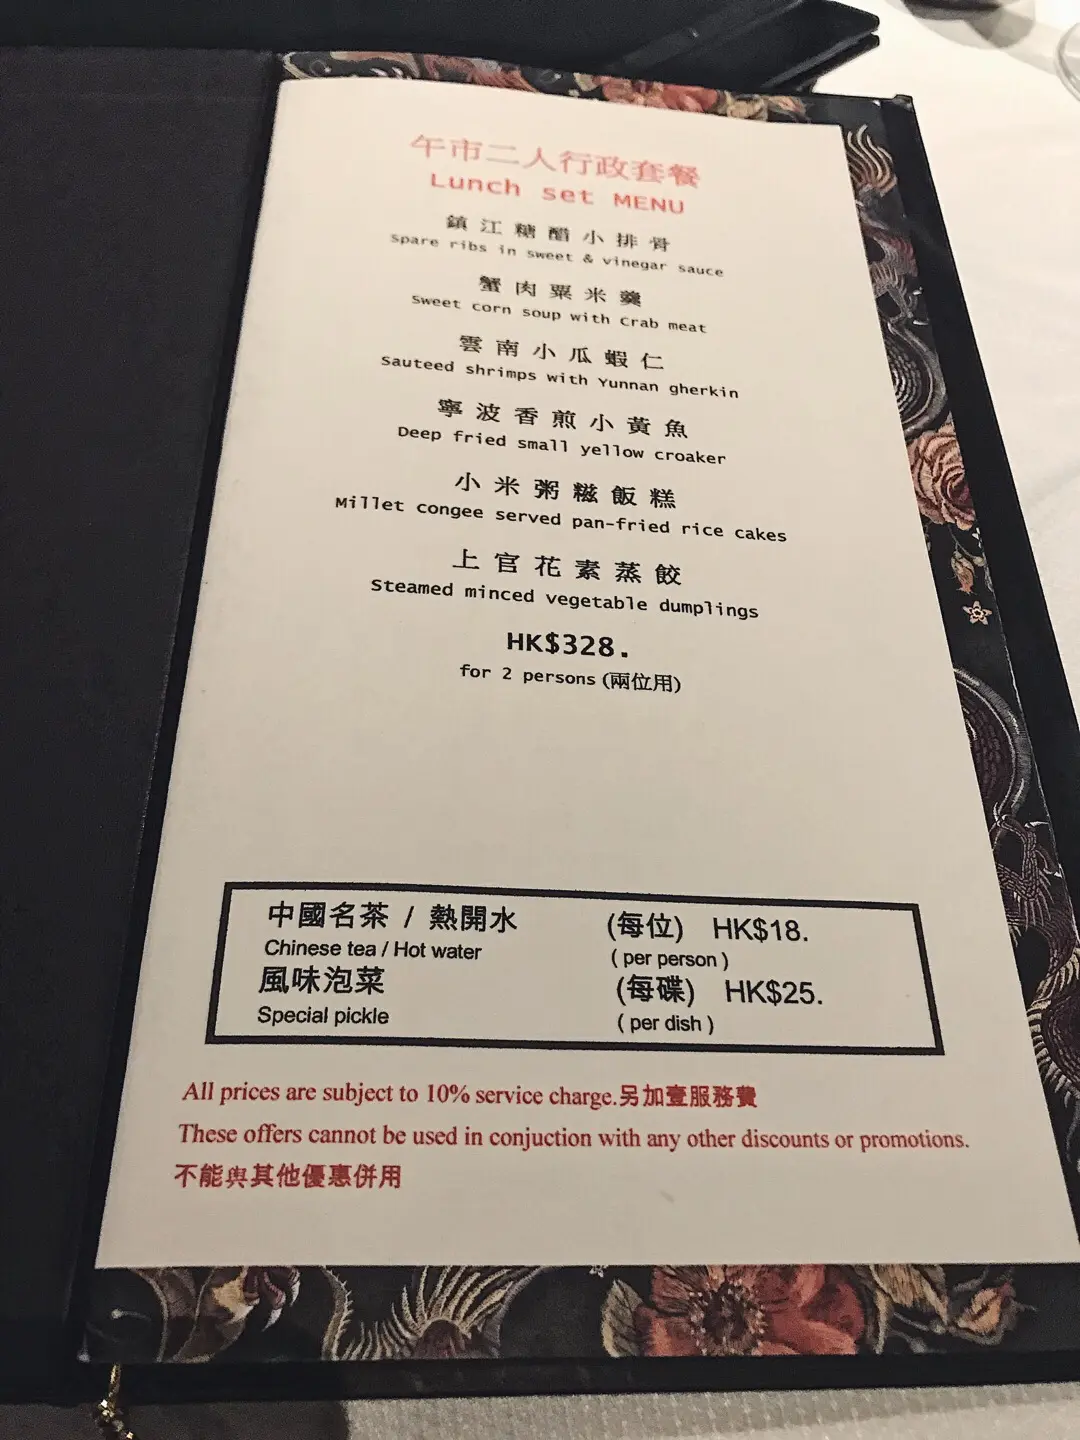 午市二人行政套餐
Lunch set MENU
鎮江糖醋小排骨
Spare ribs in sweet & vinegar sauce
蟹肉粟米羹
Sweet corn soup with Crab meat
雲南小瓜蝦仁
Sauteed shrimps with Yunnan gherkin
寧波香煎小黃魚
Deep fried small yellow croaker
小米粥糍飯糕
Millet congee served pan-fried rice cakes
上官花素蒸餃
Steamed minced vegetable dumplings
HK$328.
for 2 persons (兩位用)
中國名茶 / 熱開水 (每位) HK$18.
Chinese tea / Hot water ( per person )
風味泡菜 (每碟) HK$25.
Special pickle ( per dish )
All prices are subject to 10% service charge.另加壹服務費
These offers cannot be used in conjuction with any other discounts or promotions.
不能與其他優惠併用